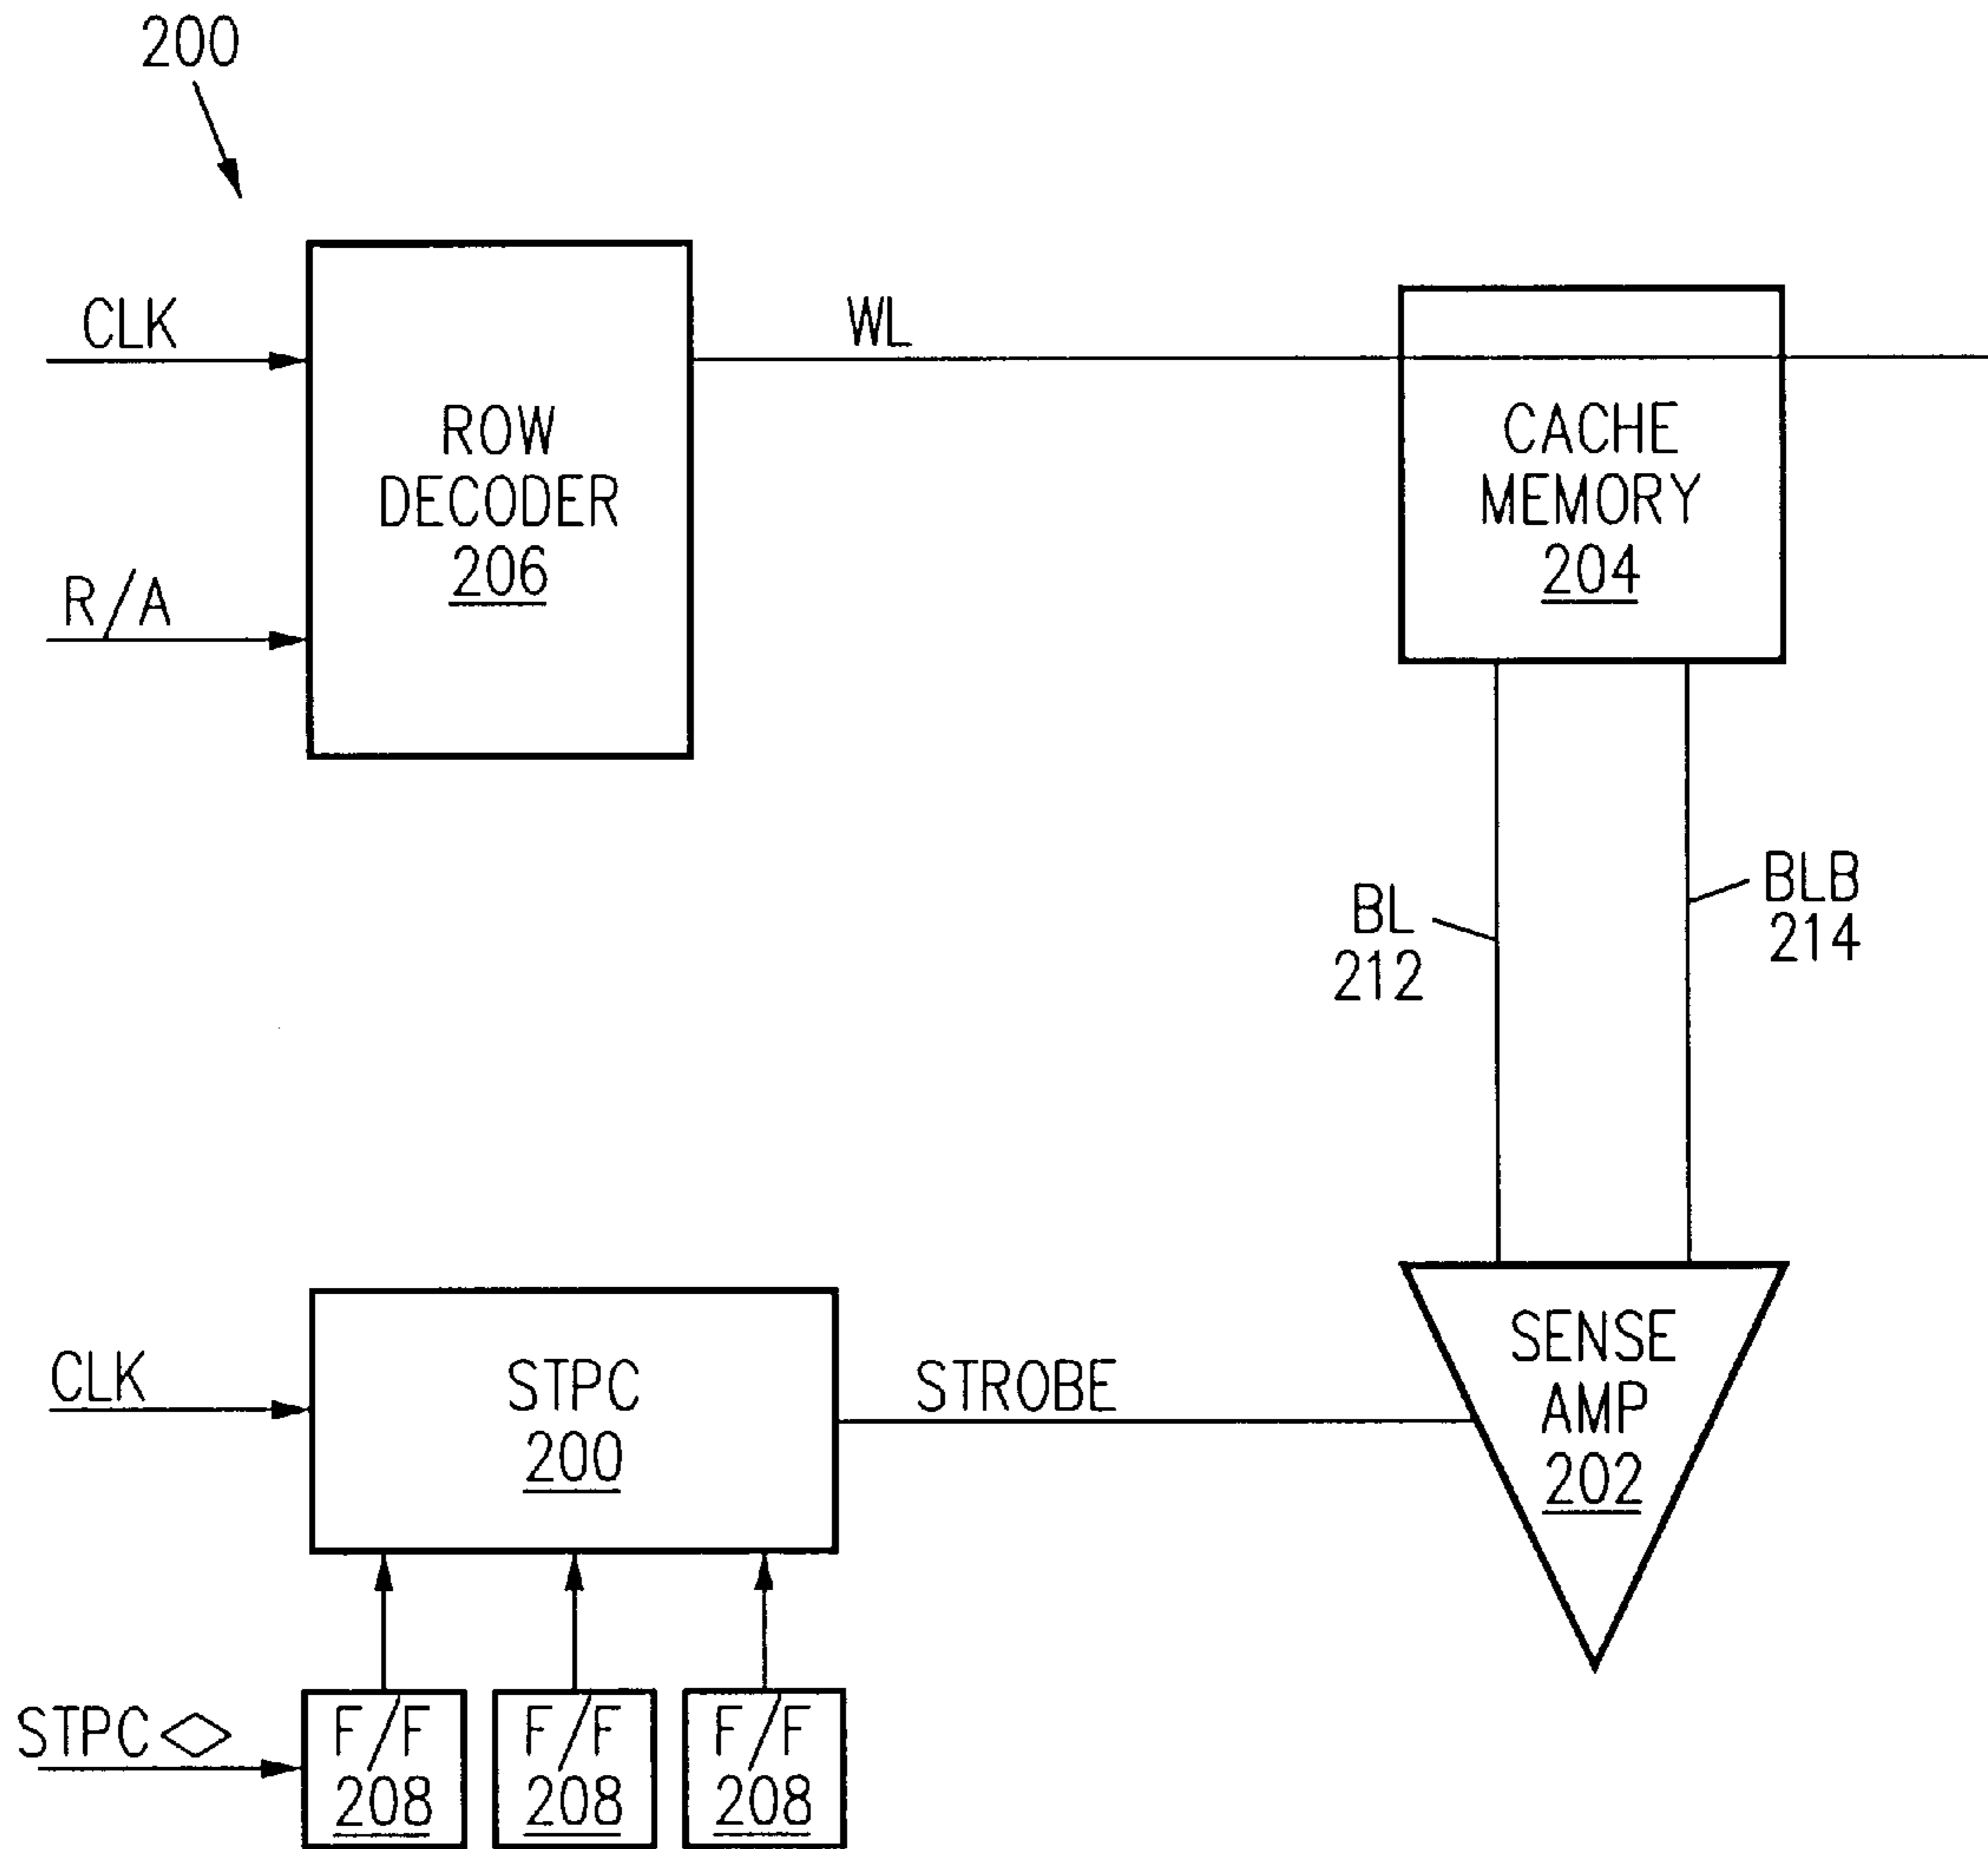 200
CLK
WL
ROW
DECODER
206
CACHE
MEMORY
204
R/A
BL
212
BLB
214
CLK
STPC
200
STROBE
SENSE
AMP
202
STPC<>
F/F
208
F/F
208
F/F
208